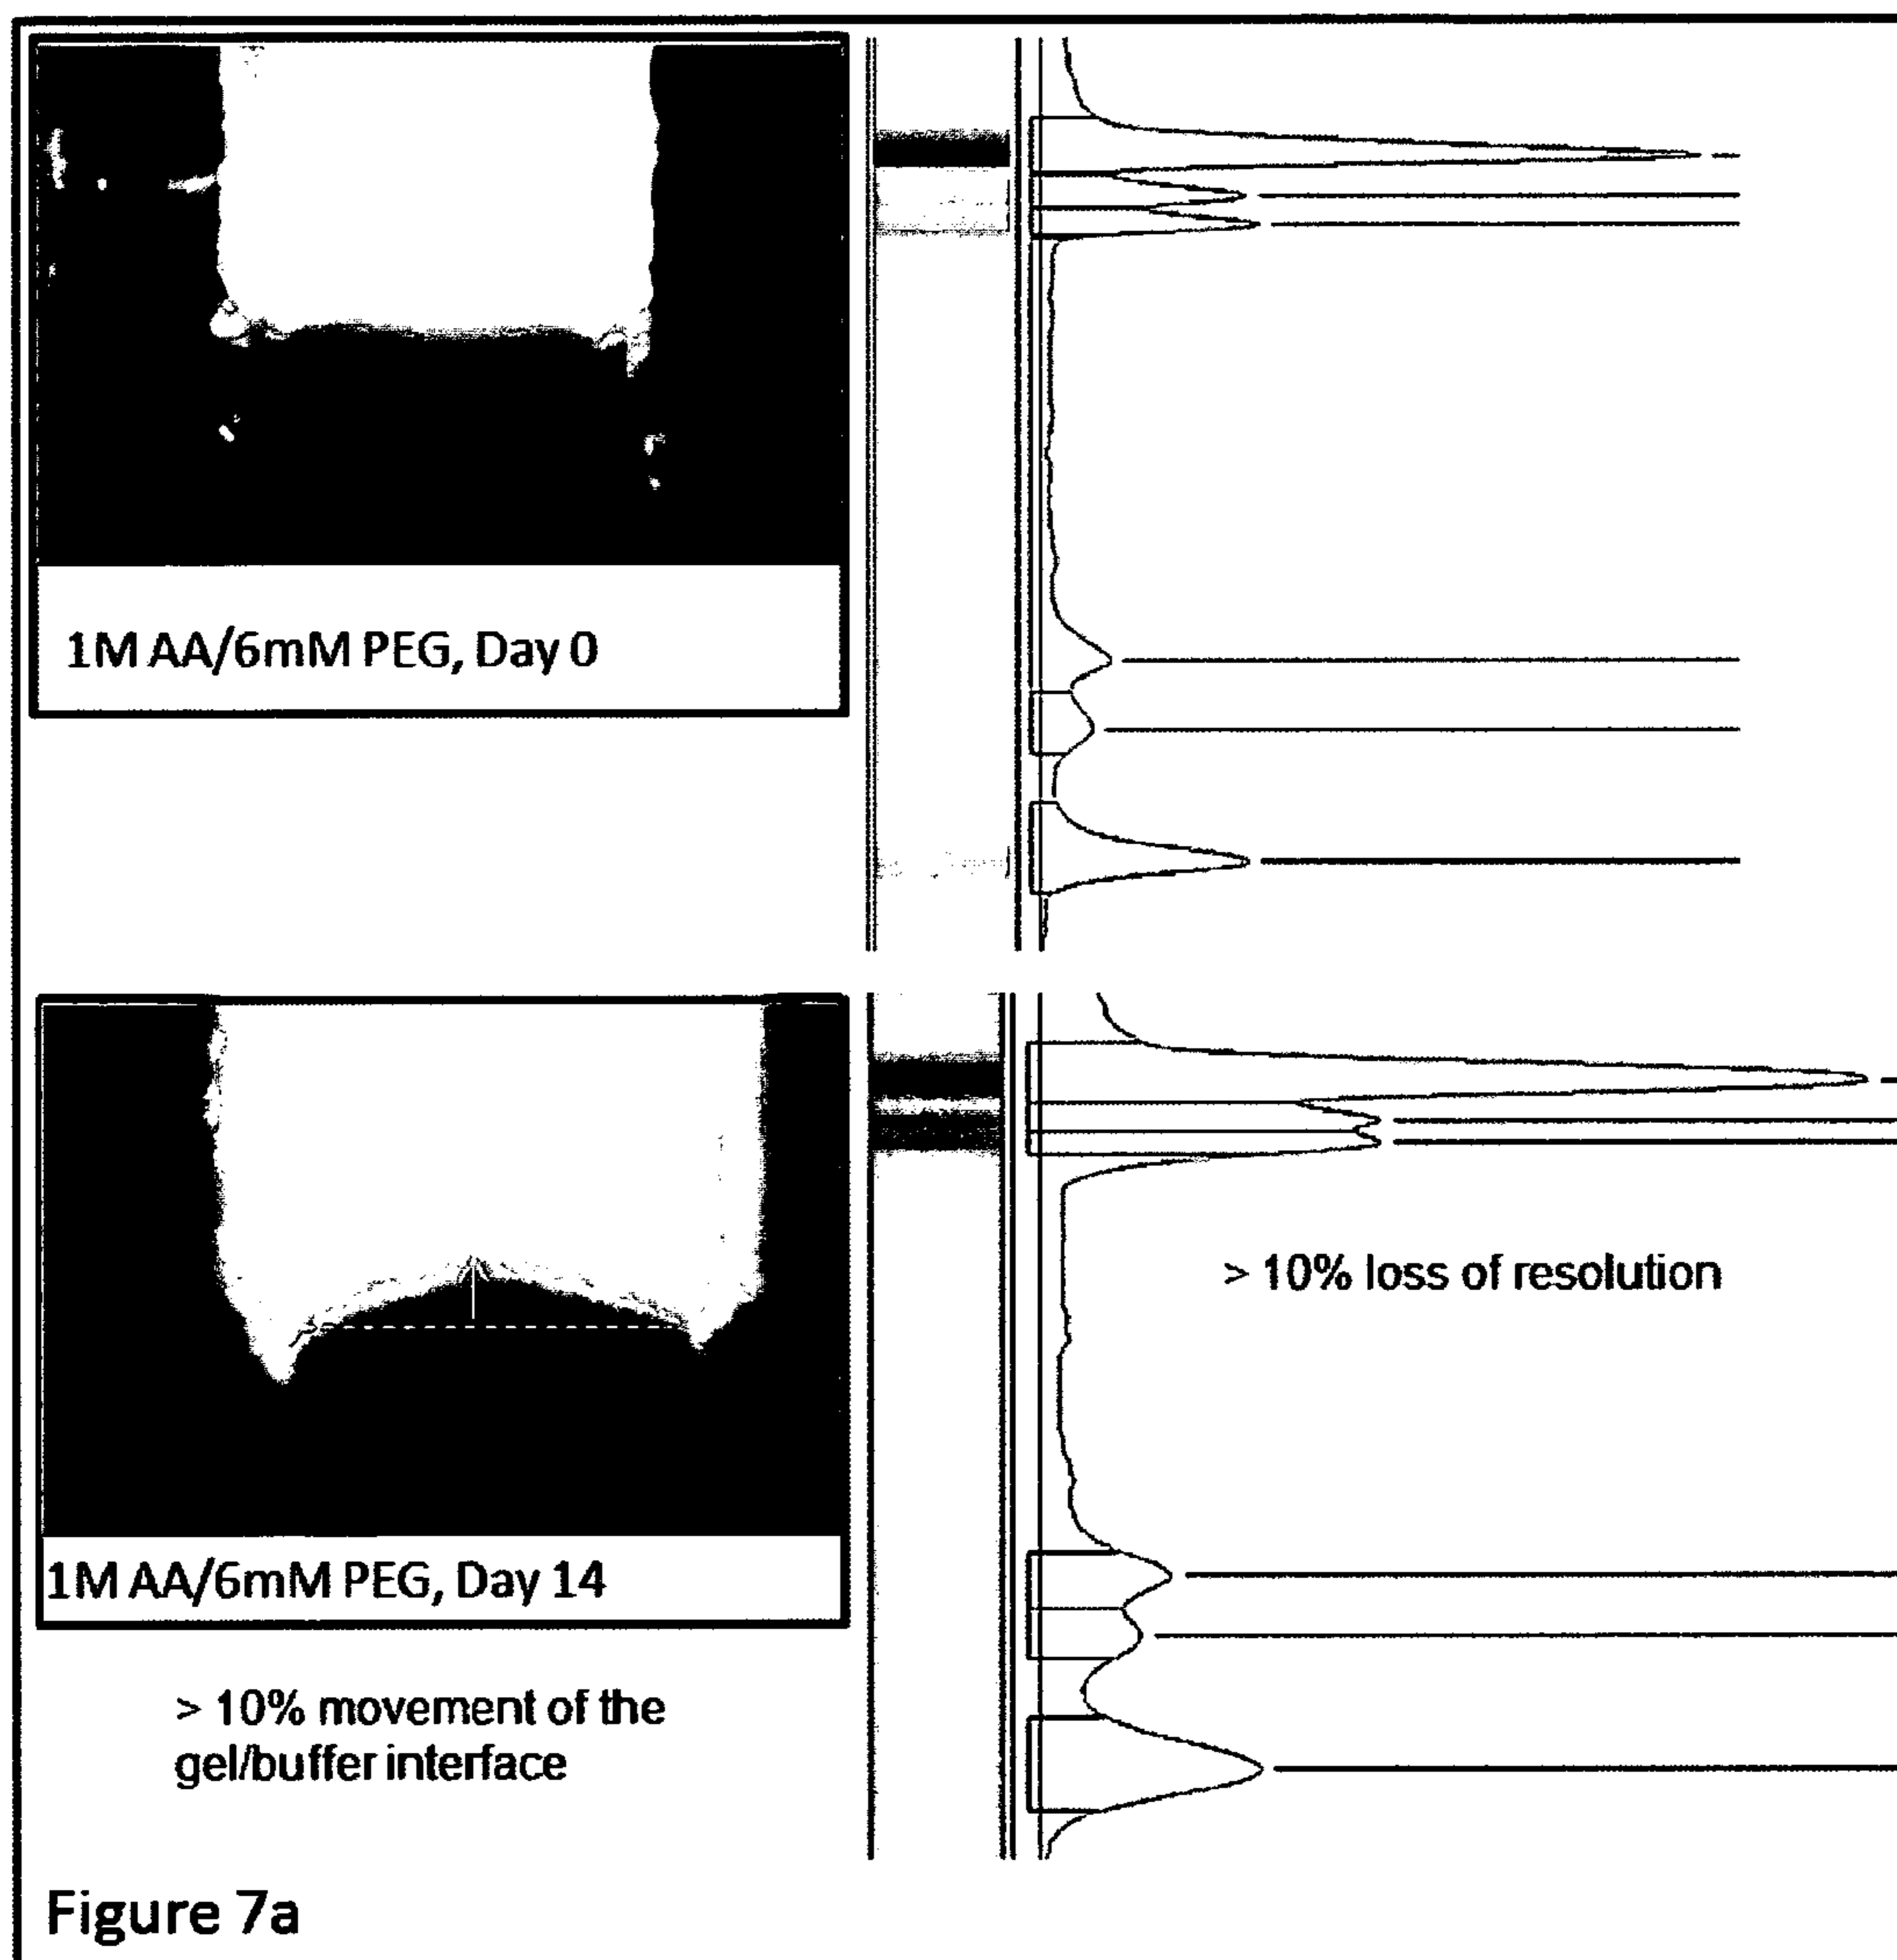 1M AA/6mM PEG, Day 0
> 10% loss of resolution
1M AA/6mM PEG, Day 14
> 10% movement of the
gel/buffer interface
Figure 7a